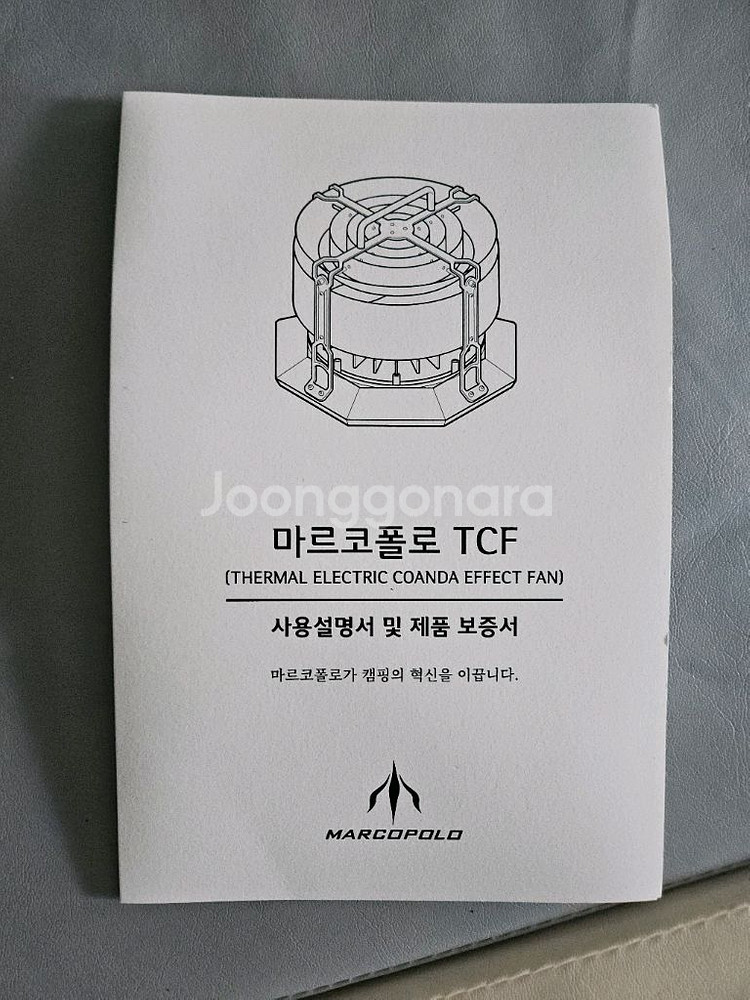 Joonggonara
마르코폴로 TCF
(THERMAL ELECTRIC COANDA EFFECT FAN)
사용설명서 및 제품 보증서
마르코폴로가 캠핑의 혁신을 이끕니다.
MARCOPOLO